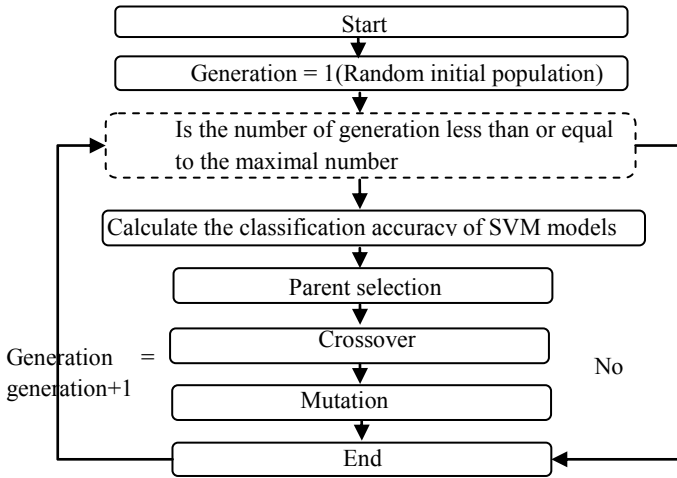 Start
Generation = 1(Random initial population)
Is the number of generation less than or equal
to the maximal number
Calculate the classification accuracy of SVM models
Parent selection
Crossover
Generation =
generation+1
No
Mutation
End